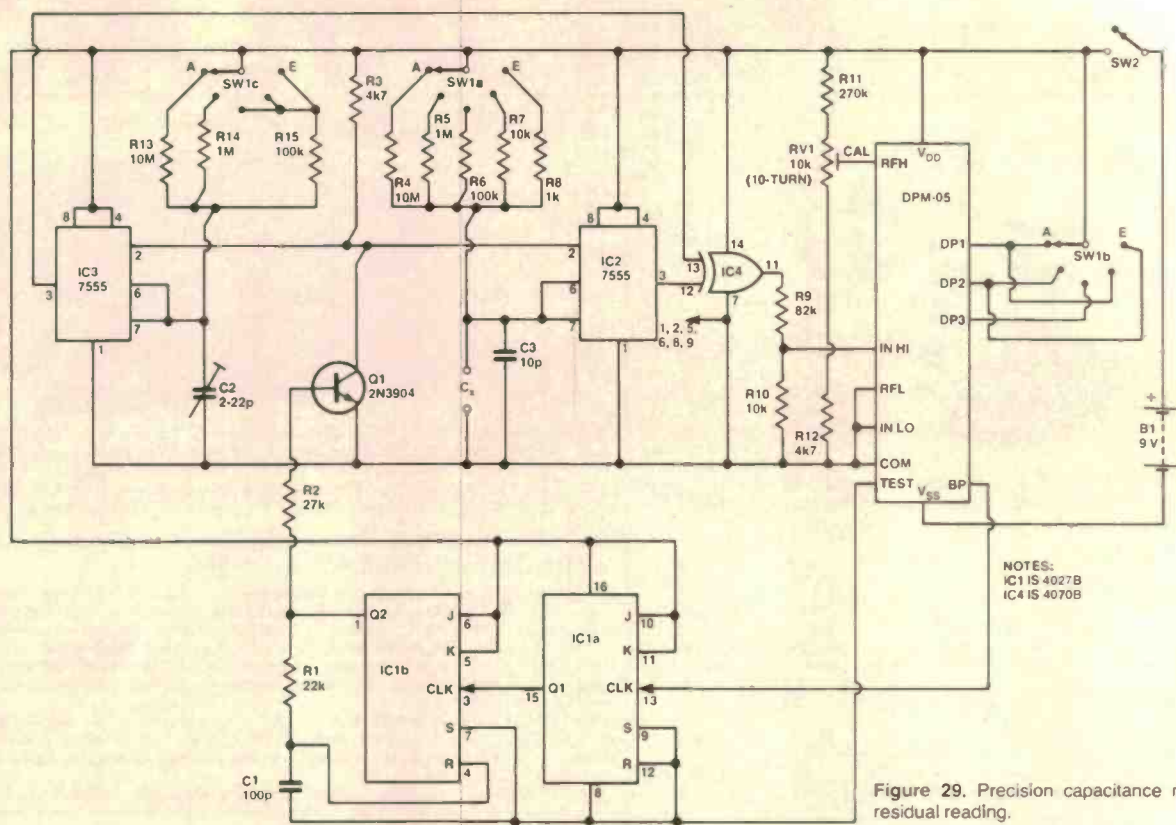 A
SW1c
E
R13
10M
R14
1M
R15
100k
R3
4k7
A
SW1a
E
R4
10M
R5
1M
R6
100k
R7
10k
R8
1k
8
4
IC3
7555
3
2
6
7
1
C2
2-22p
Q1
2N3904
Cx
C3
10p
8
4
IC2
7555
2
6
7
3
1
13
12
14
IC4
11
7
1, 2, 5,
6, 8, 9
R9
82k
R10
10k
R11
270k
RV1
10k
(10-TURN)
CAL
R12
4k7
VDD
RFH
DPM-05
DP1
DP2
DP3
IN HI
RFL
IN LO
COM
TEST
VSS
BP
A
SW1b
E
SW2
+
B1
9 V
R2
27k
R1
22k
C1
100p
1
Q2
IC1b
J
6
K
5
CLK
3
S
7
R
4
16
IC1a
15
Q1
J
10
K
11
CLK
13
S
9
R
12
8
NOTES:
IC1 IS 4027B
IC4 IS 4070B
Figure 29. Precision capacitance
residual reading.